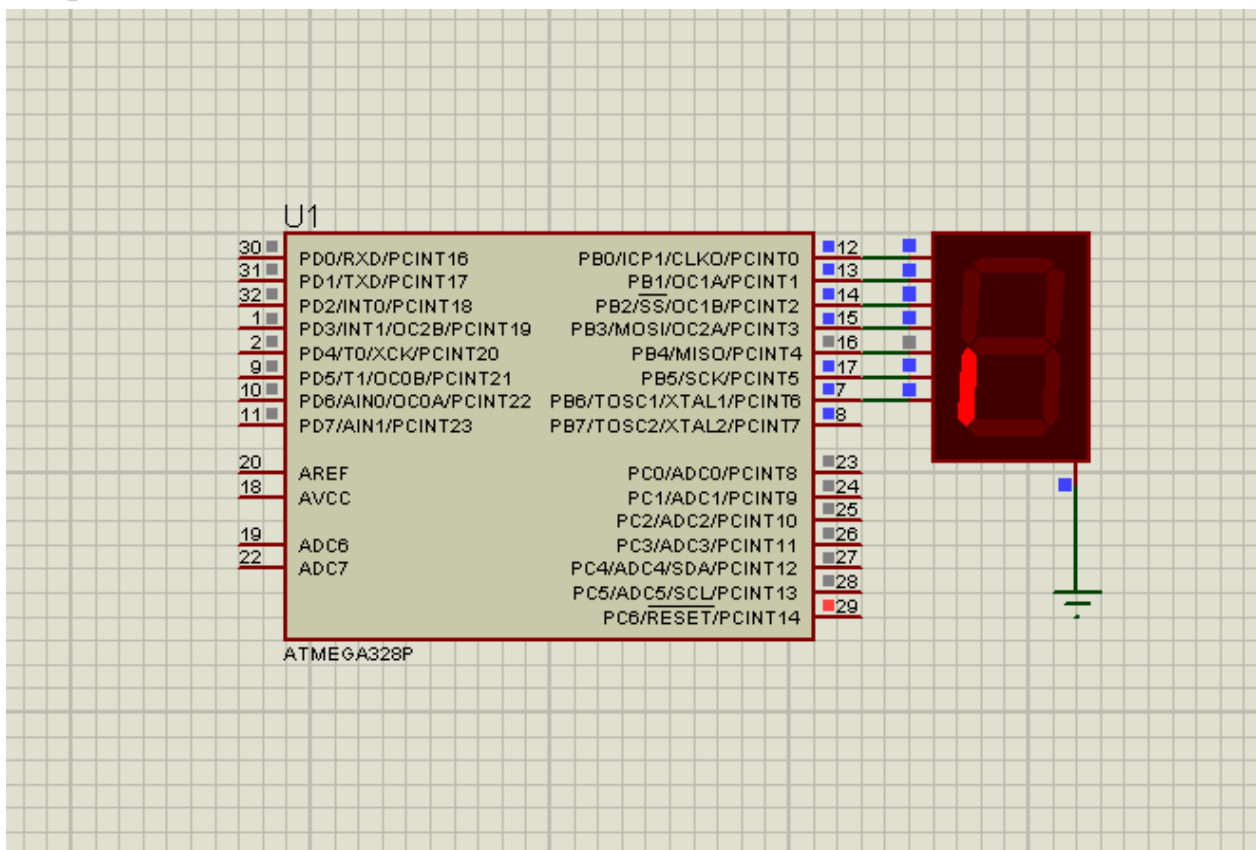 U1
30 PD0/RXD/PCINT16 PB0/ICP1/CLKO/PCINT0 12
31 PD1/TXD/PCINT17 PB1/OC1A/PCINT1 13
32 PD2/INT0/PCINT18 PB2/SS/OC1B/PCINT2 14
1 PD3/INT1/OC2B/PCINT19 PB3/MOSI/OC2A/PCINT3 15
2 PD4/T0/XCK/PCINT20 PB4/MISO/PCINT4 16
9 PD5/T1/OC0B/PCINT21 PB5/SCK/PCINT5 17
10 PD6/AIN0/OC0A/PCINT22 PB6/TOSC1/XTAL1/PCINT6 7
11 PD7/AIN1/PCINT23 PB7/TOSC2/XTAL2/PCINT7 8
20 AREF PC0/ADC0/PCINT8 23
18 AVCC PC1/ADC1/PCINT9 24
PC2/ADC2/PCINT10 25
19 ADC6 PC3/ADC3/PCINT11 26
22 ADC7 PC4/ADC4/SDA/PCINT12 27
PC5/ADC5/SCL/PCINT13 28
PC6/RESET/PCINT14 29
ATMEGA328P